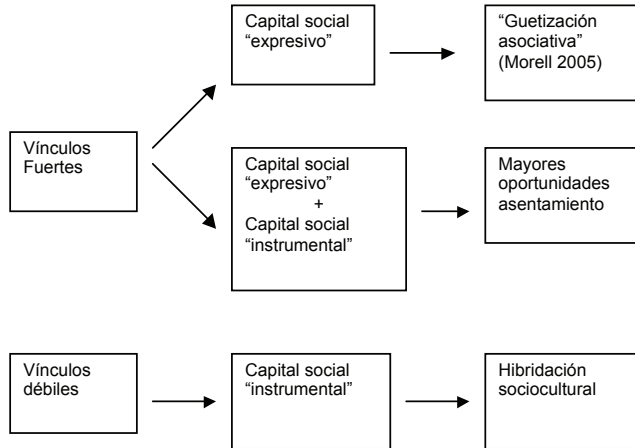 Capital social
“expresivo”
“Guetización
asociativa”
(Morell 2005)
Vínculos
Fuertes
Capital social
“expresivo”
+
Capital social
“instrumental”
Mayores
oportunidades
asentamiento
Vínculos
débiles
Capital social
“instrumental”
Hibridación
sociocultural